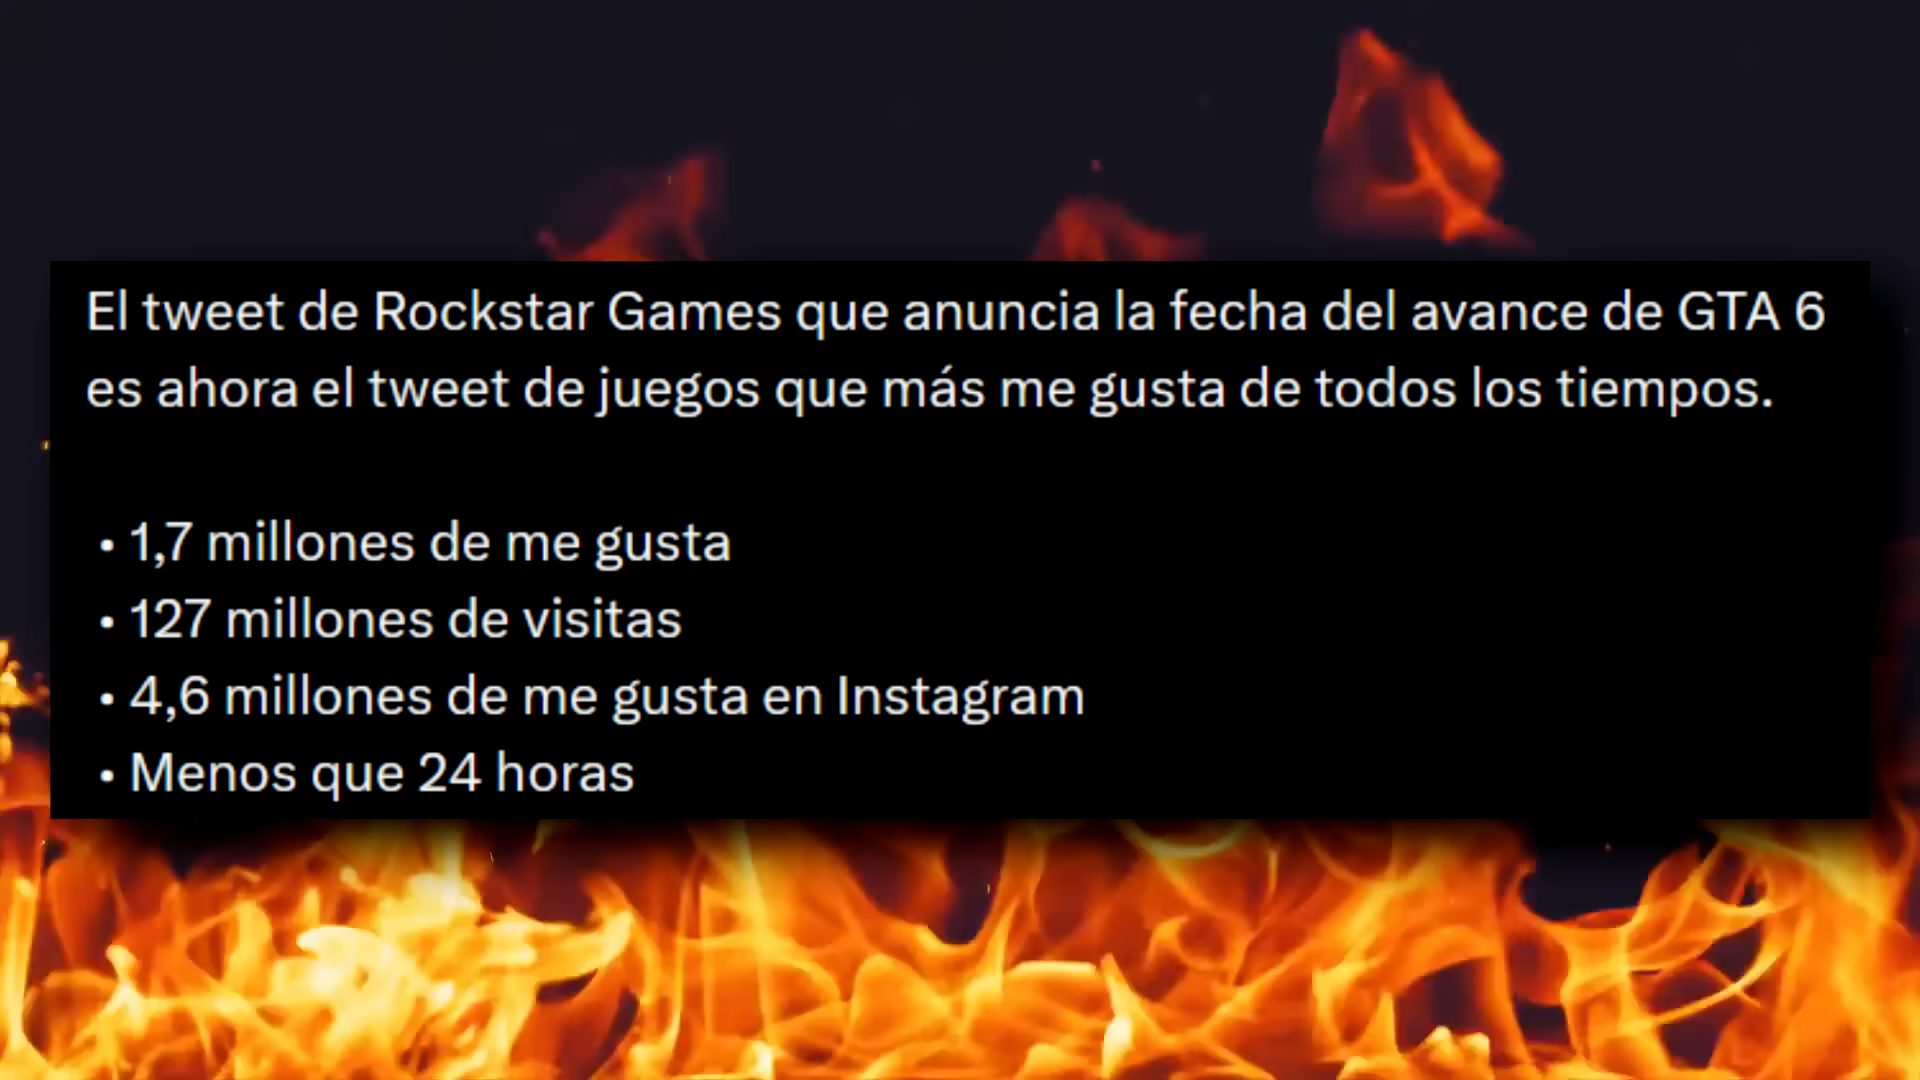 El tweet de Rockstar Games que anuncia la fecha del avance de GTA 6
es ahora el tweet de juegos que más me gusta de todos los tiempos.
• 1,7 millones de me gusta
• 127 millones de visitas
• 4,6 millones de me gusta en Instagram
• Menos que 24 horas